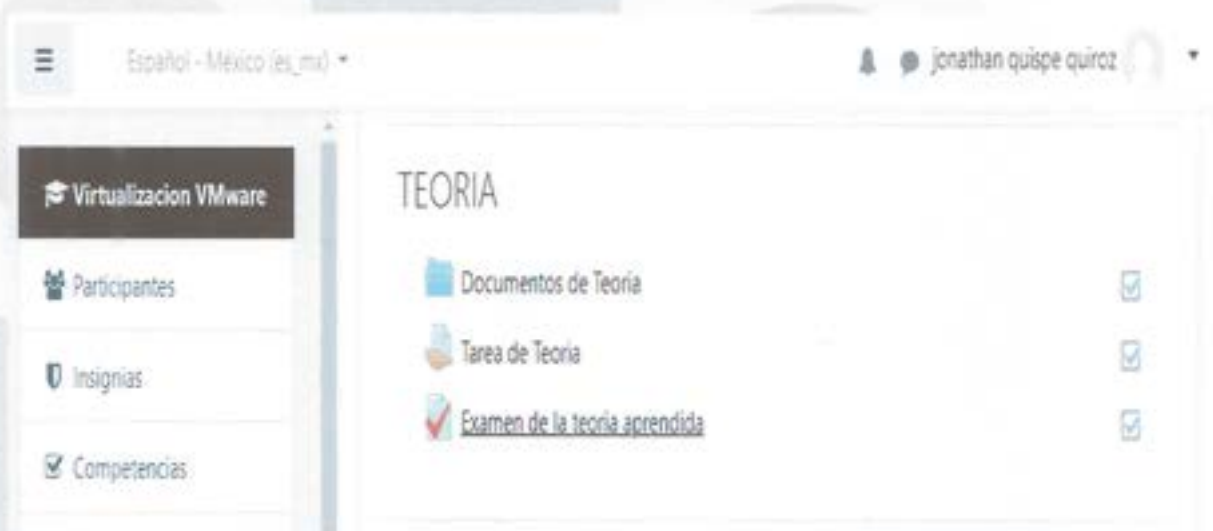 Español - México (es_mx)
jonathan quispe quiroz
Virtualizacion VMware
Participantes
Insignias
Competencias
TEORIA
Documentos de Teoria
Tarea de Teoria
Examen de la teoria aprendida